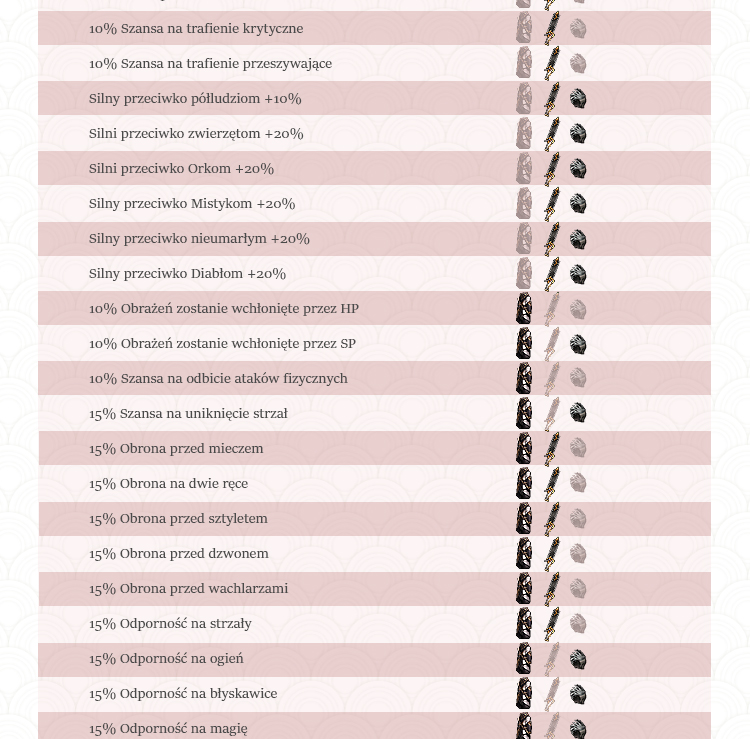 10% Szansa na trafienie krytyczne
10% Szansa na trafienie przeszywające
Silny przeciwko półludziom +10%
Silni przeciwko zwierzętom +20%
Silni przeciwko Orkom +20%
Silny przeciwko Mistykom +20%
Silny przeciwko nieumarłym +20%
Silny przeciwko Diabłom +20%
10% Obrażeń zostanie wchłonięte przez HP
10% Obrażeń zostanie wchłonięte przez SP
10% Szansa na odbicie ataków fizycznych
15% Szansa na uniknięcie strzał
15% Obrona przed mieczem
15% Obrona na dwie ręce
15% Obrona przed sztyletem
15% Obrona przed dzwonem
15% Obrona przed wachlarzami
15% Odporność na strzały
15% Odporność na ogień
15% Odporność na błyskawice
15% Odporność na magię